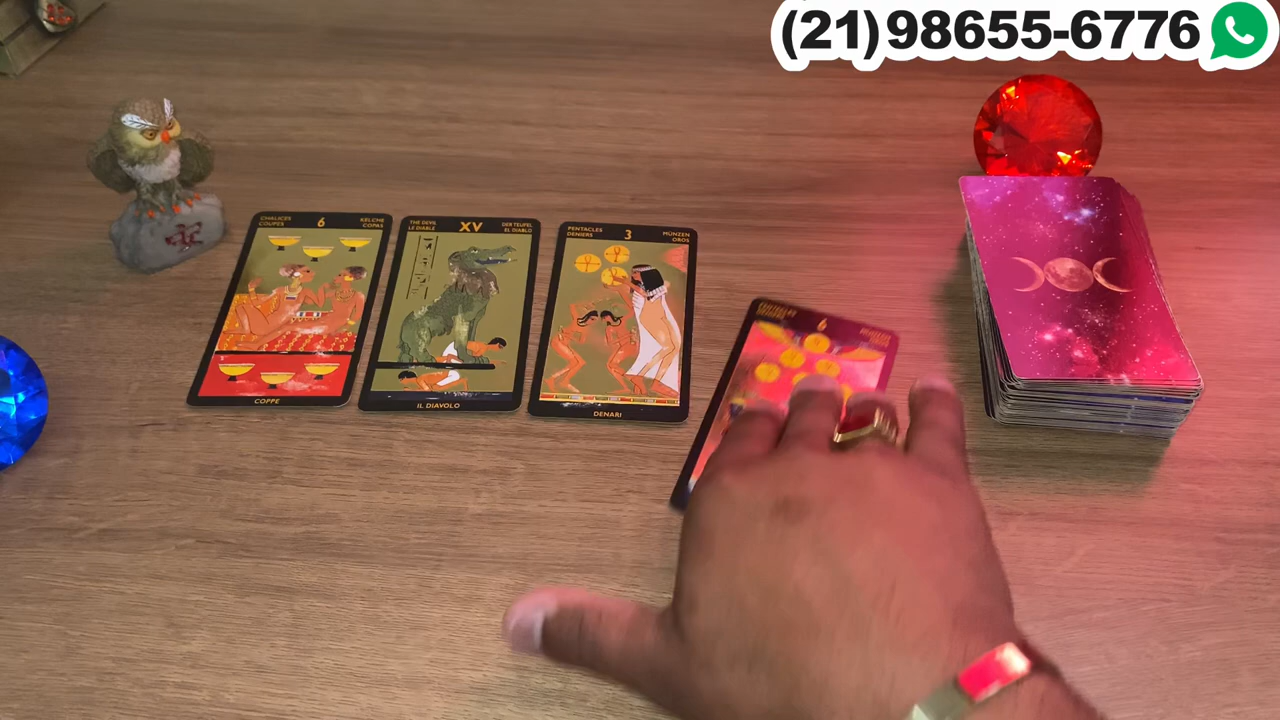 (21)98655-6776
CHALICES
COUPES
6
KELCHE
COPAS
COPPE
THE DEVIL
LE DIABLE
XV
DER TEUFEL
EL DIABLO
IL DIAVOLO
PENTACLES
DENIERS
3
MÜNZEN
OROS
DENARI
6